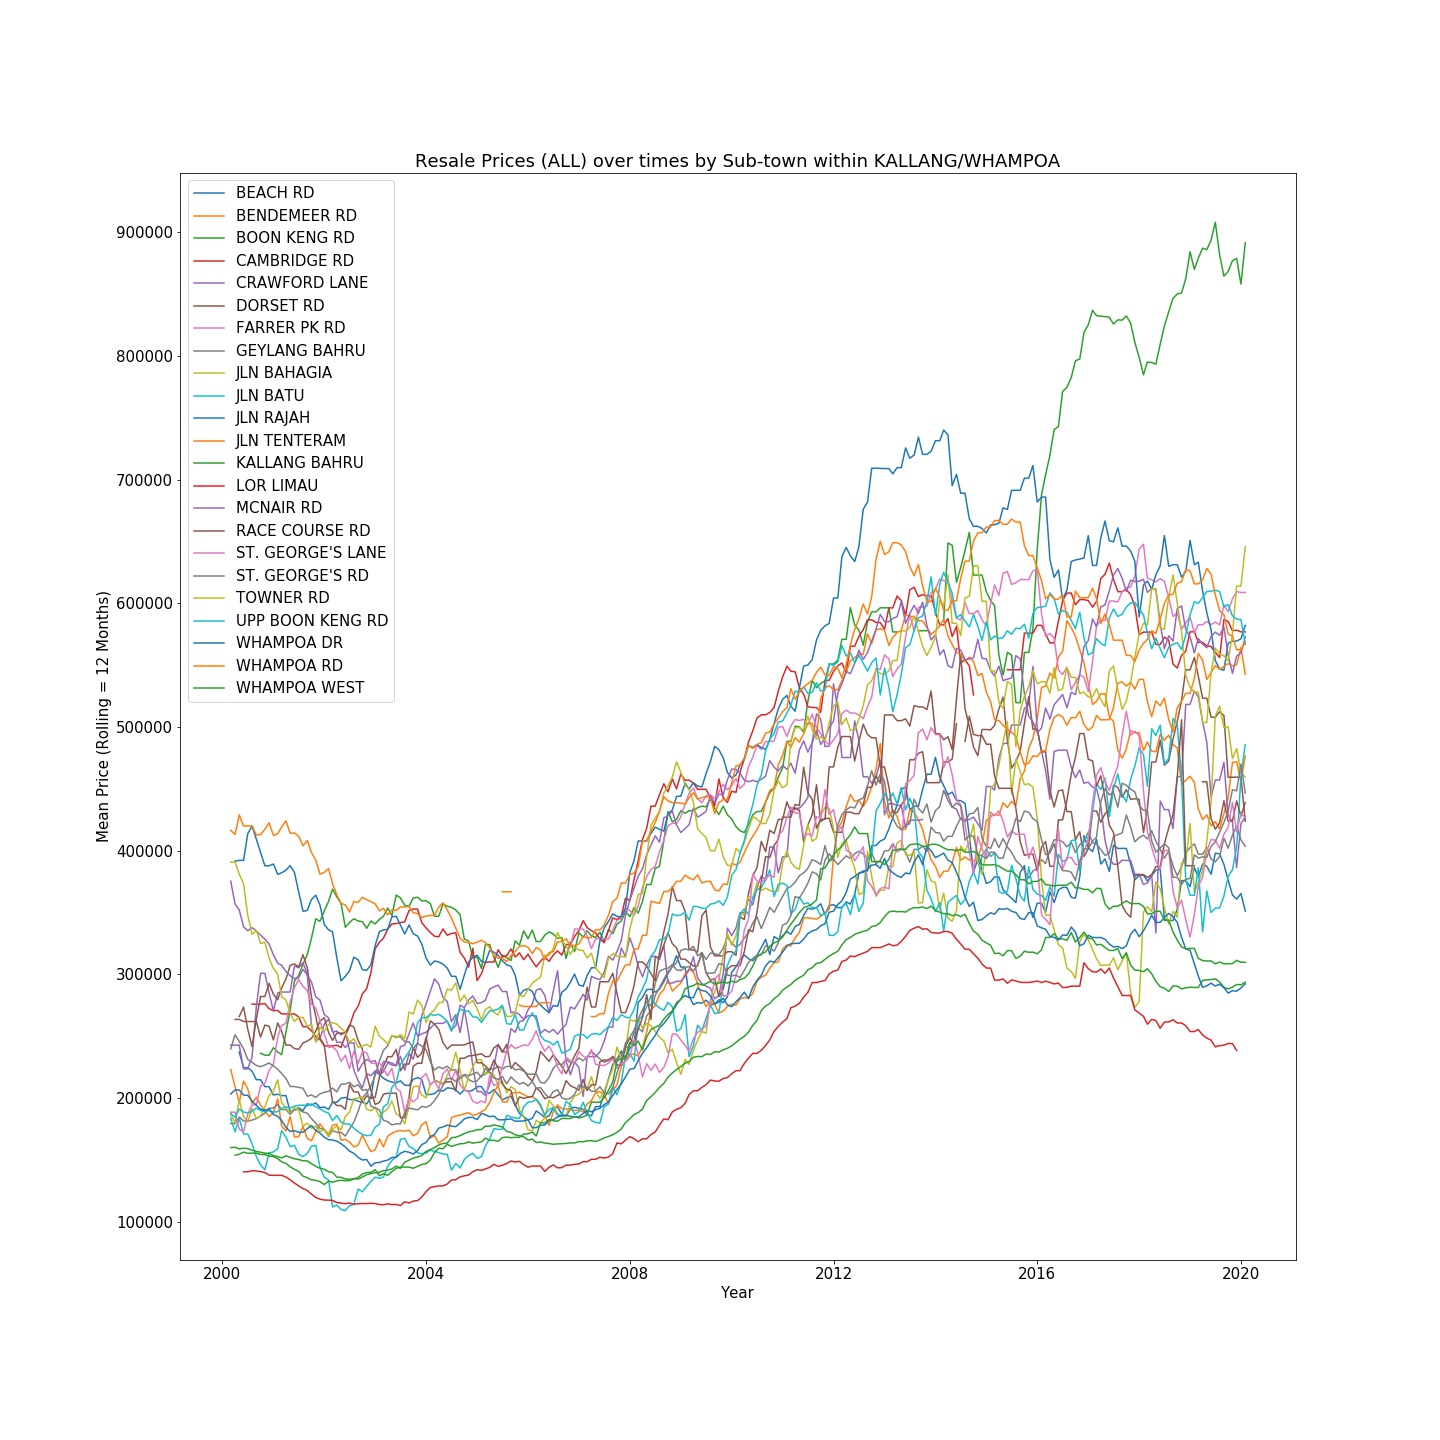 Resale Prices (ALL) over times by Sub-town within KALLANG/WHAMPOA
BEACH RD
BENDEMEER RD
BOON KENG RD
CAMBRIDGE RD
CRAWFORD LANE
DORSET RD
FARRER PK RD
GEYLANG BAHRU
JLN BAHAGIA
JLN BATU
JLN RAJAH
JLN TENTERAM
KALLANG BAHRU
LOR LIMAU
MCNAIR RD
RACE COURSE RD
ST. GEORGE'S LANE
ST. GEORGE'S RD
TOWNER RD
UPP BOON KENG RD
WHAMPOA DR
WHAMPOA RD
WHAMPOA WEST
Mean Price (Rolling = 12 Months)
900000
800000
700000
600000
500000
400000
300000
200000
100000
2000 2004 2008 2012 2016 2020
Year